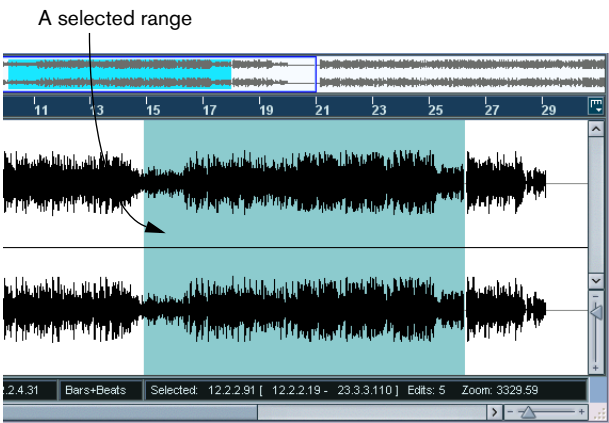 A selected range
11 13 15 17 19 21 23 25 27 29
2.4.31 Bars+Beats Selected: 12.2.2.91 [ 12.2.2.19 - 23.3.3.110 ] Edits: 5 Zoom: 3329.59